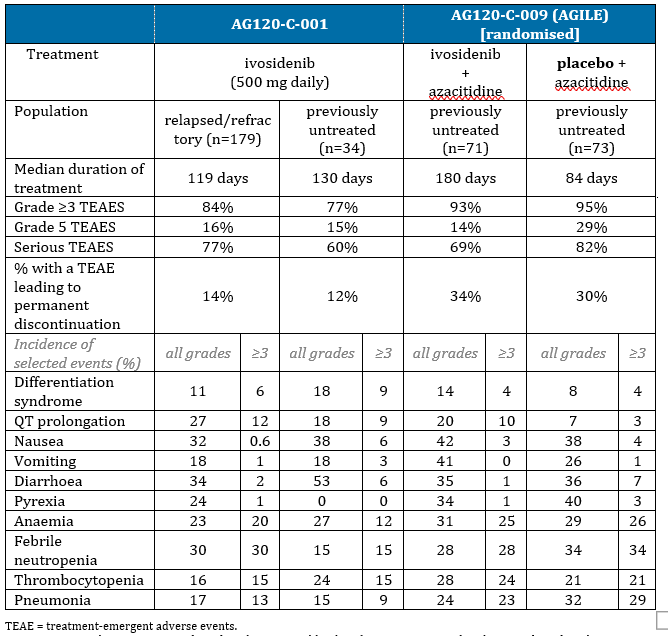 AG120-C-001 AG120-C-009 (AGILE)
[randomised]
Treatment ivosidenib
(500 mg daily) ivosidenib
+
azacitidine placebo +
azacitidine
Population relapsed/refrac
tory (n=179) previously
untreated
(n=34) previously
untreated
(n=71) previously
untreated
(n=73)
Median duration of
treatment 119 days 130 days 180 days 84 days
Grade ≥3 TEAES 84% 77% 93% 95%
Grade 5 TEAES 16% 15% 14% 29%
Serious TEAES 77% 60% 69% 82%
% with a TEAE
leading to
permanent
discontinuation 14% 12% 34% 30%
Incidence of
selected events (%) all grades ≥3 all grades ≥3 all grades ≥3 all grades ≥3
Differentiation
syndrome 11 6 18 9 14 4 8 4
QT prolongation 27 12 18 9 20 10 7 3
Nausea 32 0.6 38 6 42 3 38 4
Vomiting 18 1 18 3 41 0 26 1
Diarrhoea 34 2 53 6 35 1 36 7
Pyrexia 24 1 0 0 34 1 40 3
Anaemia 23 20 27 12 31 25 29 26
Febrile
neutropenia 30 30 15 15 28 28 34 34
Thrombocytopenia 16 15 24 15 28 24 21 21
Pneumonia 17 13 15 9 24 23 32 29
TEAE = treatment-emergent adverse events.